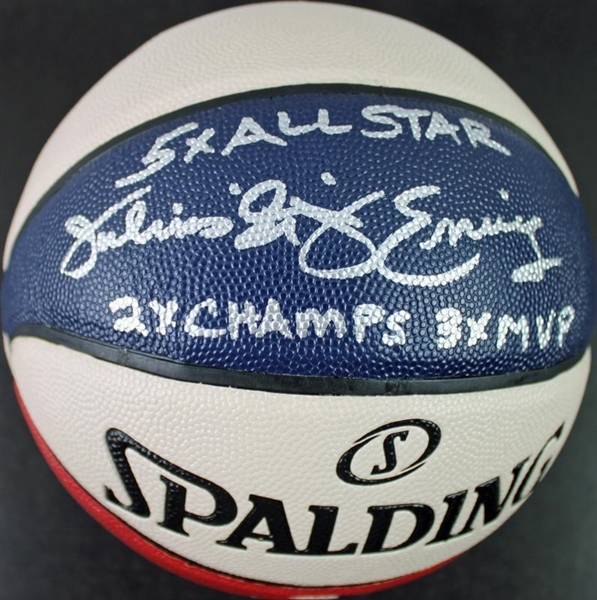 5X ALL STAR
Julius "Dr. J" Erving
2X CHAMPS 3X MVP
S
SPALDING